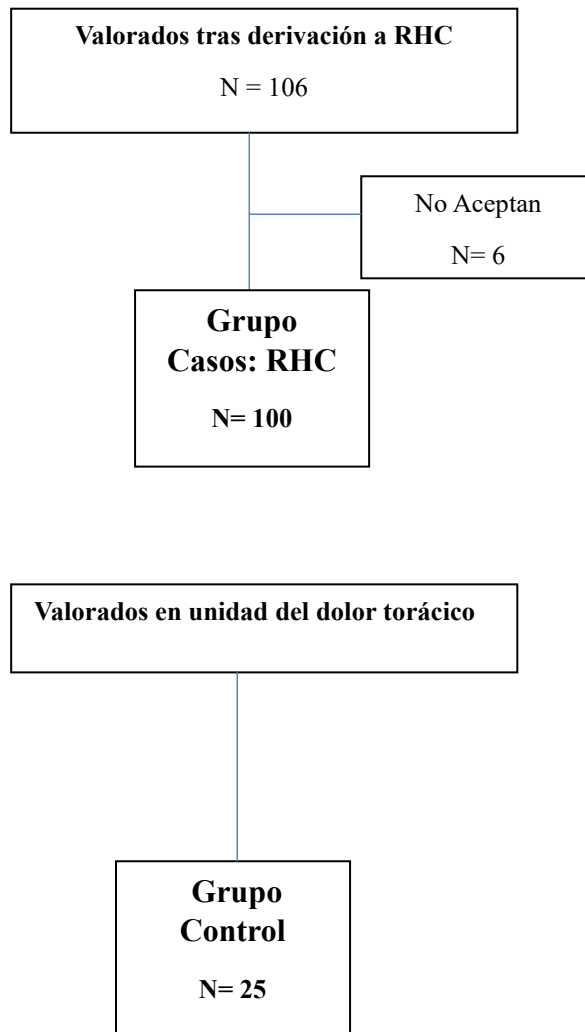 Valorados tras derivación a RHC
N = 106
No Aceptan
N= 6
Grupo
Casos: RHC
N= 100
Valorados en unidad del dolor torácico
Grupo
Control
N= 25